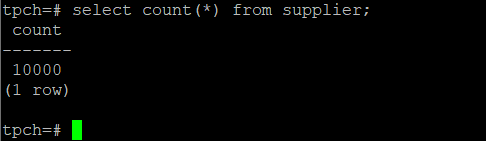 tpch=# select count(*) from supplier;
count
-------
10000
(1 row)
tpch=#